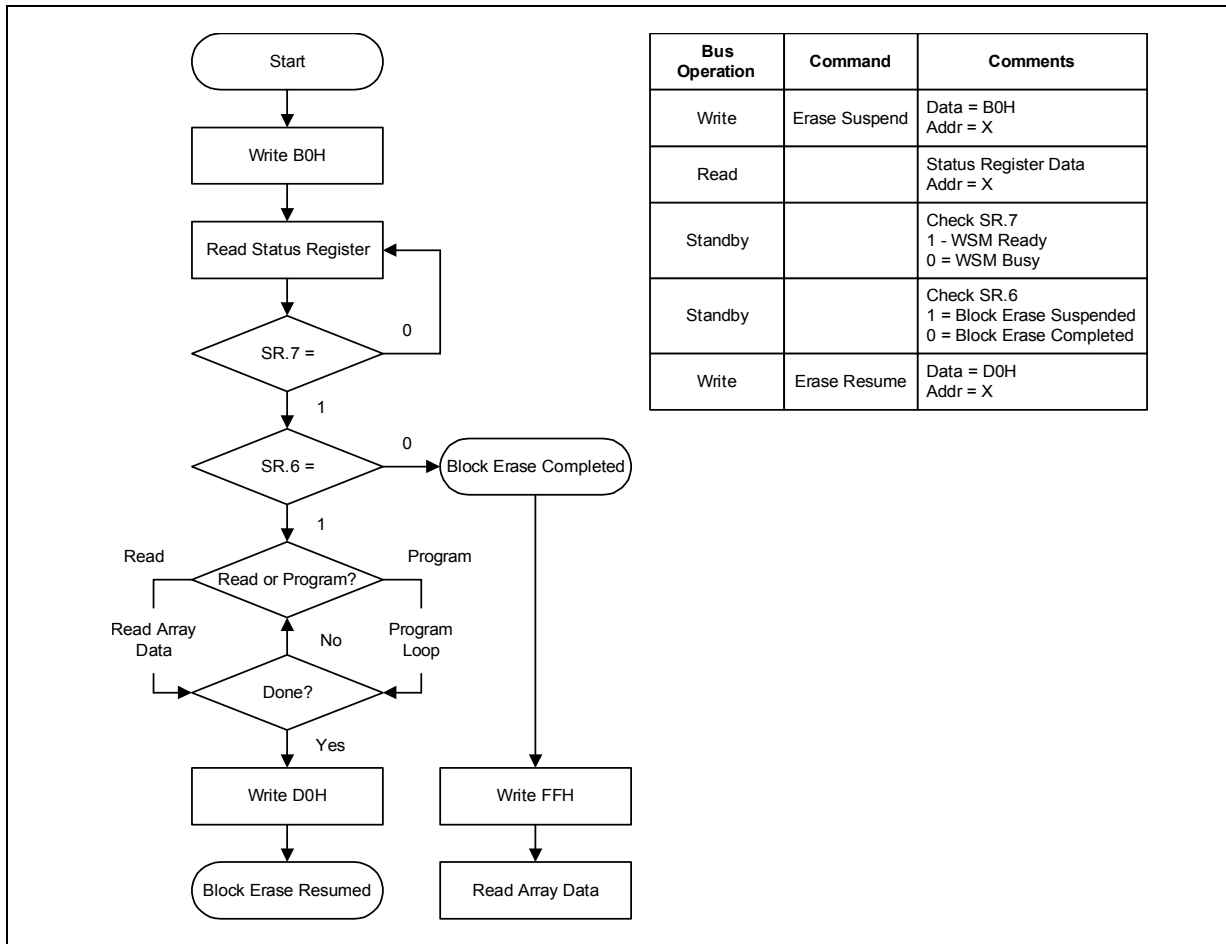 Start
Write B0H
Read Status Register
0
SR.7 =
1
0
SR.6 =
Block Erase Completed
1
Read
Program
Read or Program?
Read Array
Data
No
Program
Loop
Done?
Yes
Write D0H
Write FFH
Block Erase Resumed
Read Array Data
Bus
Operation
Command
Comments
Write
Erase Suspend
Data = B0H
Addr = X
Read
Status Register Data
Addr = X
Standby
Check SR.7
1 - WSM Ready
0 = WSM Busy
Standby
Check SR.6
1 = Block Erase Suspended
0 = Block Erase Completed
Write
Erase Resume
Data = D0H
Addr = X